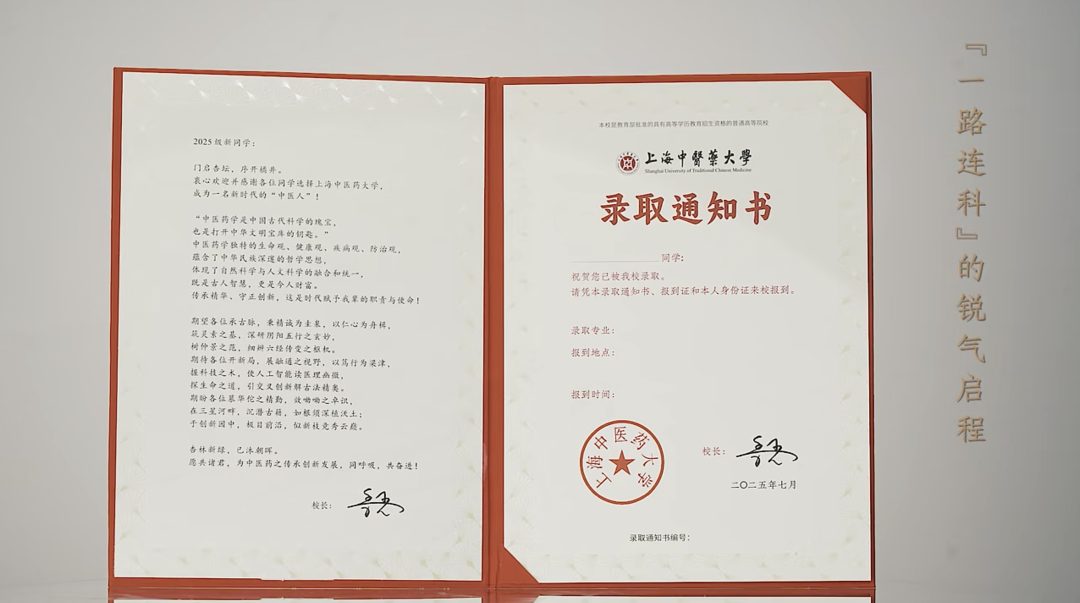 2025级新同学:
门启杏坛，序开橘井。
衷心欢迎并感谢各位同学选择上海中医药大学，
成为一名新时代的“中医人”！
“中医药学是中国古代科学的瑰宝，
也是打开中华文明宝库的钥匙。”
中医药学独特的生命观、健康观、疾病观、防治观，
蕴含了中华民族深邃的哲学思想，
体现了自然科学与人文科学的融合和统一，
既是古人智慧，更是今人财富。
传承精华、守正创新，这是时代赋予我辈的职责与使命！
期望各位承古脉，秉精诚为圭臬，以仁心为舟楫，
筑灵素之基，深研阴阳五行之玄妙，
树仲景之范，细辨六经传变之枢机。
期待各位开新局，展融通之视野，以笃行为梁津，
握科技之术，使人工智能读医理幽微，
探生命之道，引交叉创新解古法精奥。
期盼各位慕华佗之精勤，效呦呦之卓识，
在三星河畔，沉潜古籍，如根须深植沃土；
于创新园中，极目前沿，似新枝竞秀云巅。
杏林新绿，已沐朝晖。
愿共诸君，为中医药之传承创新发展，同呼吸，共奋进！
校长：
本校是教育部批准的具有高等学历教育招生资格的普通高等院校
上海中醫藥大學
Shanghai University of Traditional Chinese Medicine
录取通知书
同学:
祝贺您已被我校录取。
请凭本录取通知书、报到证和本人身份证来校报到。
录取专业:
报到地点:
报到时间:
上海中医药大学
校长:
二〇二五年七月
录取通知书编号:
『一路连科』的锐气启程